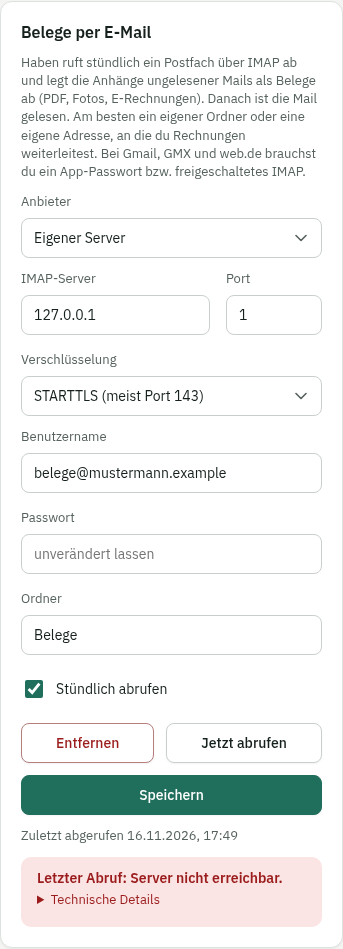 Belege per E-Mail
Haben ruft stündlich ein Postfach über IMAP ab
und legt die Anhänge ungelesener Mails als Belege
ab (PDF, Fotos, E-Rechnungen). Danach ist die Mail
gelesen. Am besten ein eigener Ordner oder eine
eigene Adresse, an die du Rechnungen
weiterleitest. Bei Gmail, GMX und web.de brauchst
du ein App-Passwort bzw. freigeschaltetes IMAP.
Anbieter
Eigener Server
IMAP-Server Port
127.0.0.1 1
Verschlüsselung
STARTTLS (meist Port 143)
Benutzername
belege@mustermann.example
Passwort
unverändert lassen
Ordner
Belege
Stündlich abrufen
Entfernen Jetzt abrufen
Speichern
Zuletzt abgerufen 16.11.2026, 17:49
Letzter Abruf: Server nicht erreichbar.
Technische Details